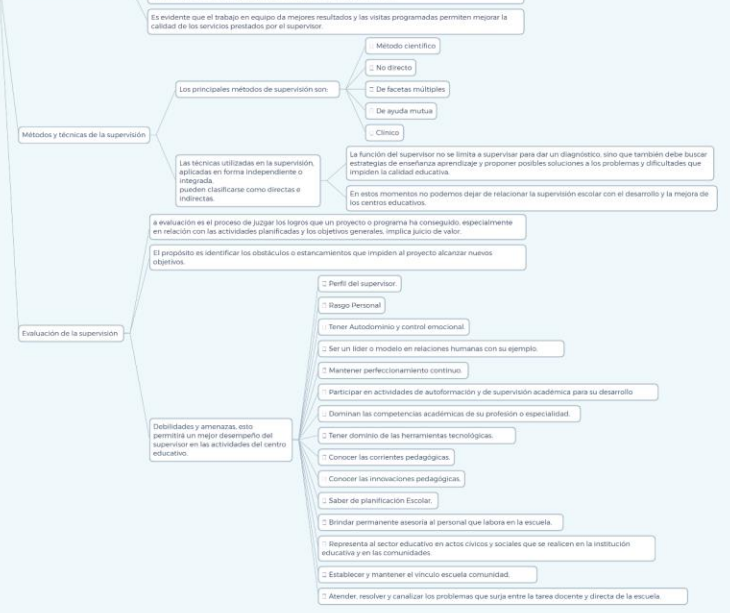 Es evidente que el trabajo en equipo da mejores resultados y las visitas programadas permiten mejorar la
calidad de los servicios prestados por el supervisor.
Métodos y técnicas de la supervisión
Los principales métodos de supervisión son:
Método científico
No directo
De facetas múltiples
De ayuda mutua
Clínico
Las técnicas utilizadas en la supervisión,
aplicadas en forma independiente o
integrada,
pueden clasificarse como directas e
indirectas.
La función del supervisor no se limita a supervisar para dar un diagnóstico, sino que también debe buscar
estrategias de enseñanza aprendizaje y proponer posibles soluciones a los problemas y dificultades que
impiden la calidad educativa.
En estos momentos no podemos dejar de relacionar la supervisión escolar con el desarrollo y la mejora de
los centros educativos.
Evaluación de la supervisión
a evaluación es el proceso de juzgar los logros que un proyecto o programa ha conseguido, especialmente
en relación con las actividades planificadas y los objetivos generales, implica juicio de valor.
El propósito es identificar los obstáculos o estancamientos que impiden al proyecto alcanzar nuevos
objetivos.
Debilidades y amenazas, esto
permitirá un mejor desempeño del
supervisor en las actividades del centro
educativo.
Perfil del supervisor
Rasgo Personal
Tener Autodominio y control emocional.
Ser un líder o modelo en relaciones humanas con su ejemplo.
Mantener perfeccionamiento continuo.
Participar en actividades de autoformación y de supervisión académica para su desarrollo
Dominan las competencias académicas de su profesión o especialidad.
Tener dominio de las herramientas tecnológicas.
Conocer las corrientes pedagógicas.
Conocer las innovaciones pedagógicas.
Saber de planificación Escolar.
Brindar permanente asesoría al personal que labora en la escuela.
Representa al sector educativo en actos cívicos y sociales que se realicen en la institución
educativa y en las comunidades.
Establecer y mantener el vínculo escuela comunidad.
Atender, resolver y canalizar los problemas que surja entre la tarea docente y directa de la escuela.